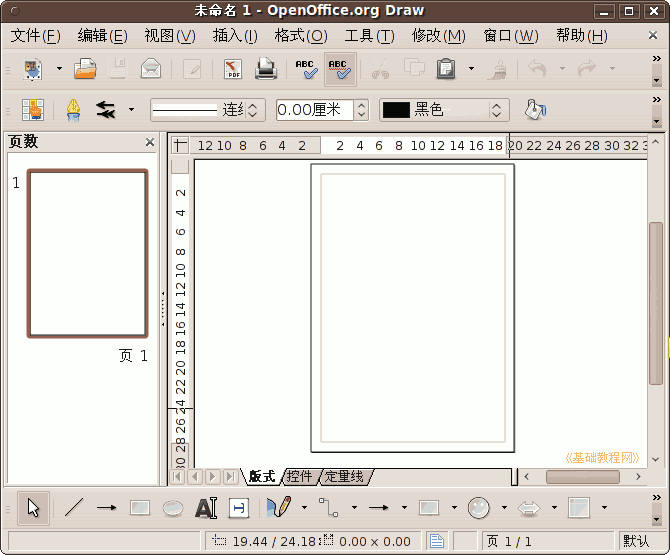 未命名 1 - OpenOffice.org Draw
文件(F) 编辑(E) 视图(V) 插入(I) 格式(O) 工具(T) 修改(M) 窗口(W) 帮助(H)
PDF ABC ABC
连续 0.00厘米 黑色
页数
12 10 8 6 4 2 2 4 6 8 10 12 14 16 18 20 22 24 26 28 30 32
1
页 1
2
4
6
8
10
12
14
16
18
20
22
24
26
28
30
《基础教程网》
版式 控件 定量线
19.44 / 24.18 0.00 x 0.00 页 1 / 1 默认